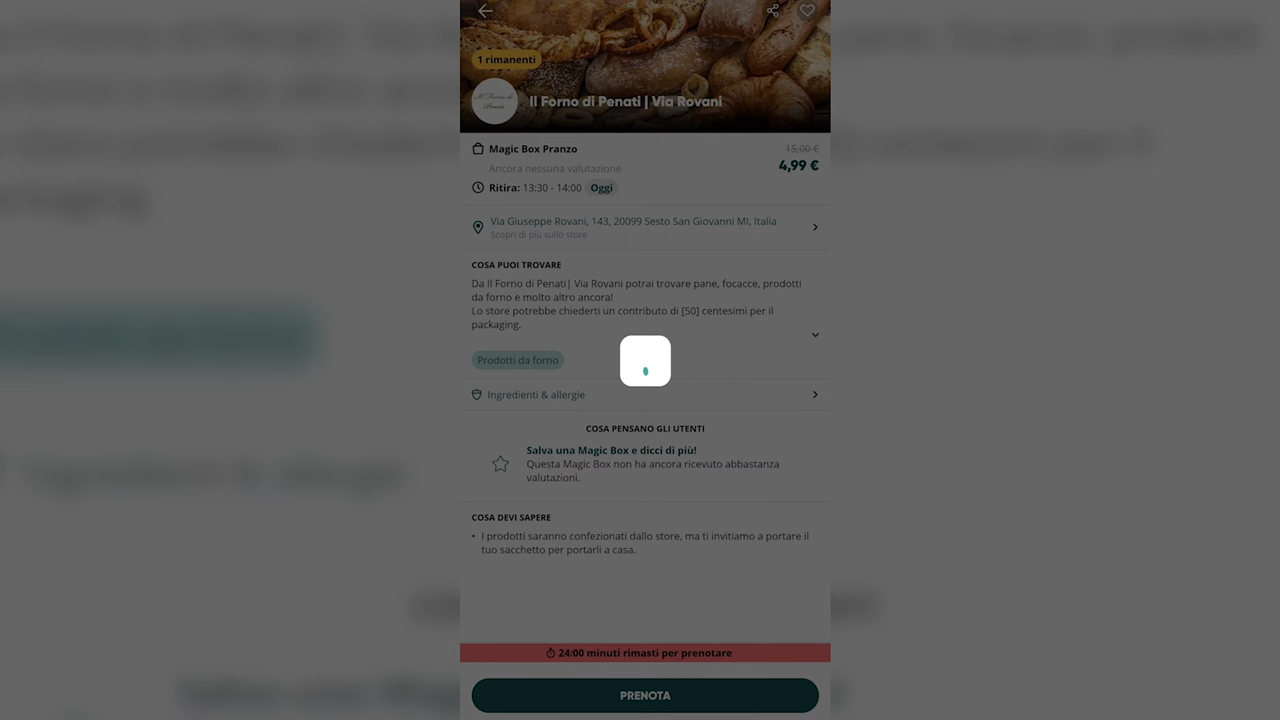 1 rimanenti
Il Forno di Penati
Il Forno di Penati | Via Rovani
Magic Box Pranzo
15,00 €
Ancora nessuna valutazione
4,99 €
Ritira: 13:30 - 14:00 Oggi
Via Giuseppe Rovani, 143, 20099 Sesto San Giovanni MI, Italia
Scopri di più sullo store
COSA PUOI TROVARE
Da Il Forno di Penati| Via Rovani potrai trovare pane, focacce, prodotti
da forno e molto altro ancora!
Lo store potrebbe chiederti un contributo di [50] centesimi per il
packaging.
Prodotti da forno
Ingredienti & allergie
COSA PENSANO GLI UTENTI
Salva una Magic Box e dicci di più!
Questa Magic Box non ha ancora ricevuto abbastanza
valutazioni.
COSA DEVI SAPERE
• I prodotti saranno confezionati dallo store, ma ti invitiamo a portare il
tuo sacchetto per portarli a casa.
24:00 minuti rimasti per prenotare
PRENOTA